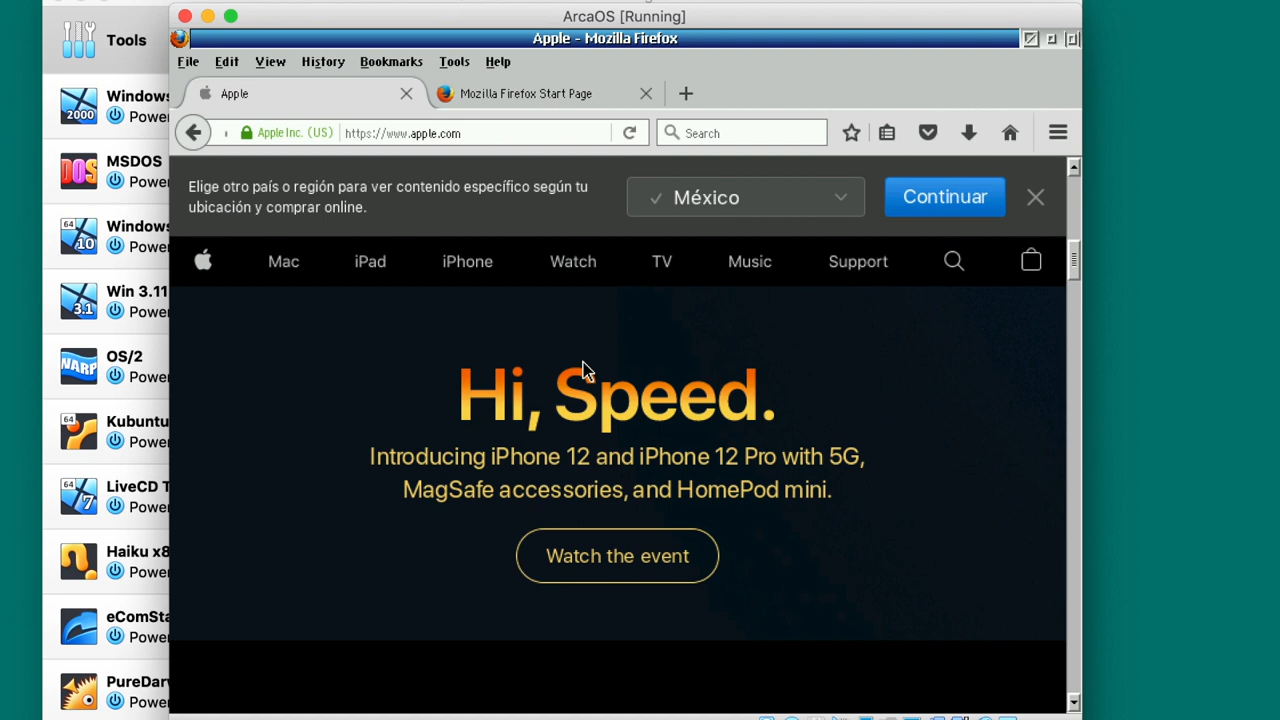 ArcaOS [Running]
Tools
Apple - Mozilla Firefox
File Edit View History Bookmarks Tools Help
Apple
Mozilla Firefox Start Page
Apple Inc. (US)
https://www.apple.com
Search
Elige otro país o región para ver contenido específico según tu
ubicación y comprar online.
México
Continuar
Mac iPad iPhone Watch TV Music Support
Hi, Speed.
Introducing iPhone 12 and iPhone 12 Pro with 5G,
MagSafe accessories, and HomePod mini.
Watch the event
Windows
2000
Power
MSDOS
DOS
Power
Windows
64
10
Power
Win 3.11
3.1
Power
OS/2
WARP
Power
Kubuntu
64
Power
LiveCD T
64
7
Power
Haiku x8
Power
eComSta
Power
PureDar
Power